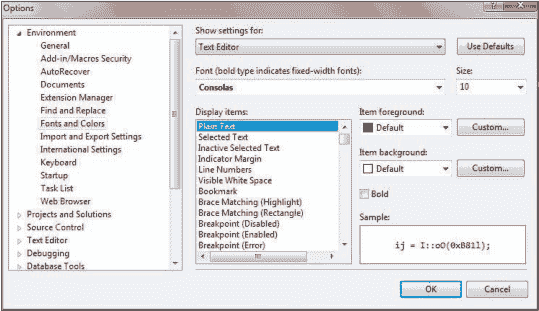 Options
Environment
General
Add-in/Macros Security
AutoRecover
Documents
Extension Manager
Find and Replace
Fonts and Colors
Import and Export Settings
International Settings
Keyboard
Startup
Task List
Web Browser
Projects and Solutions
Source Control
Text Editor
Debugging
Database Tools
Show settings for:
Text Editor
Use Defaults
Font (bold type indicates fixed-width fonts):
Size:
Consolas
10
Display items:
Plain Text
Selected Text
Inactive Selected Text
Indicator Margin
Line Numbers
Visible White Space
Bookmark
Brace Matching (Highlight)
Brace Matching (Rectangle)
Breakpoint (Disabled)
Breakpoint (Enabled)
Breakpoint (Error)
Item foreground:
Default
Custom...
Item background:
Default
Custom...
Bold
Sample:
ij = I::oO(0xB81l);
OK
Cancel